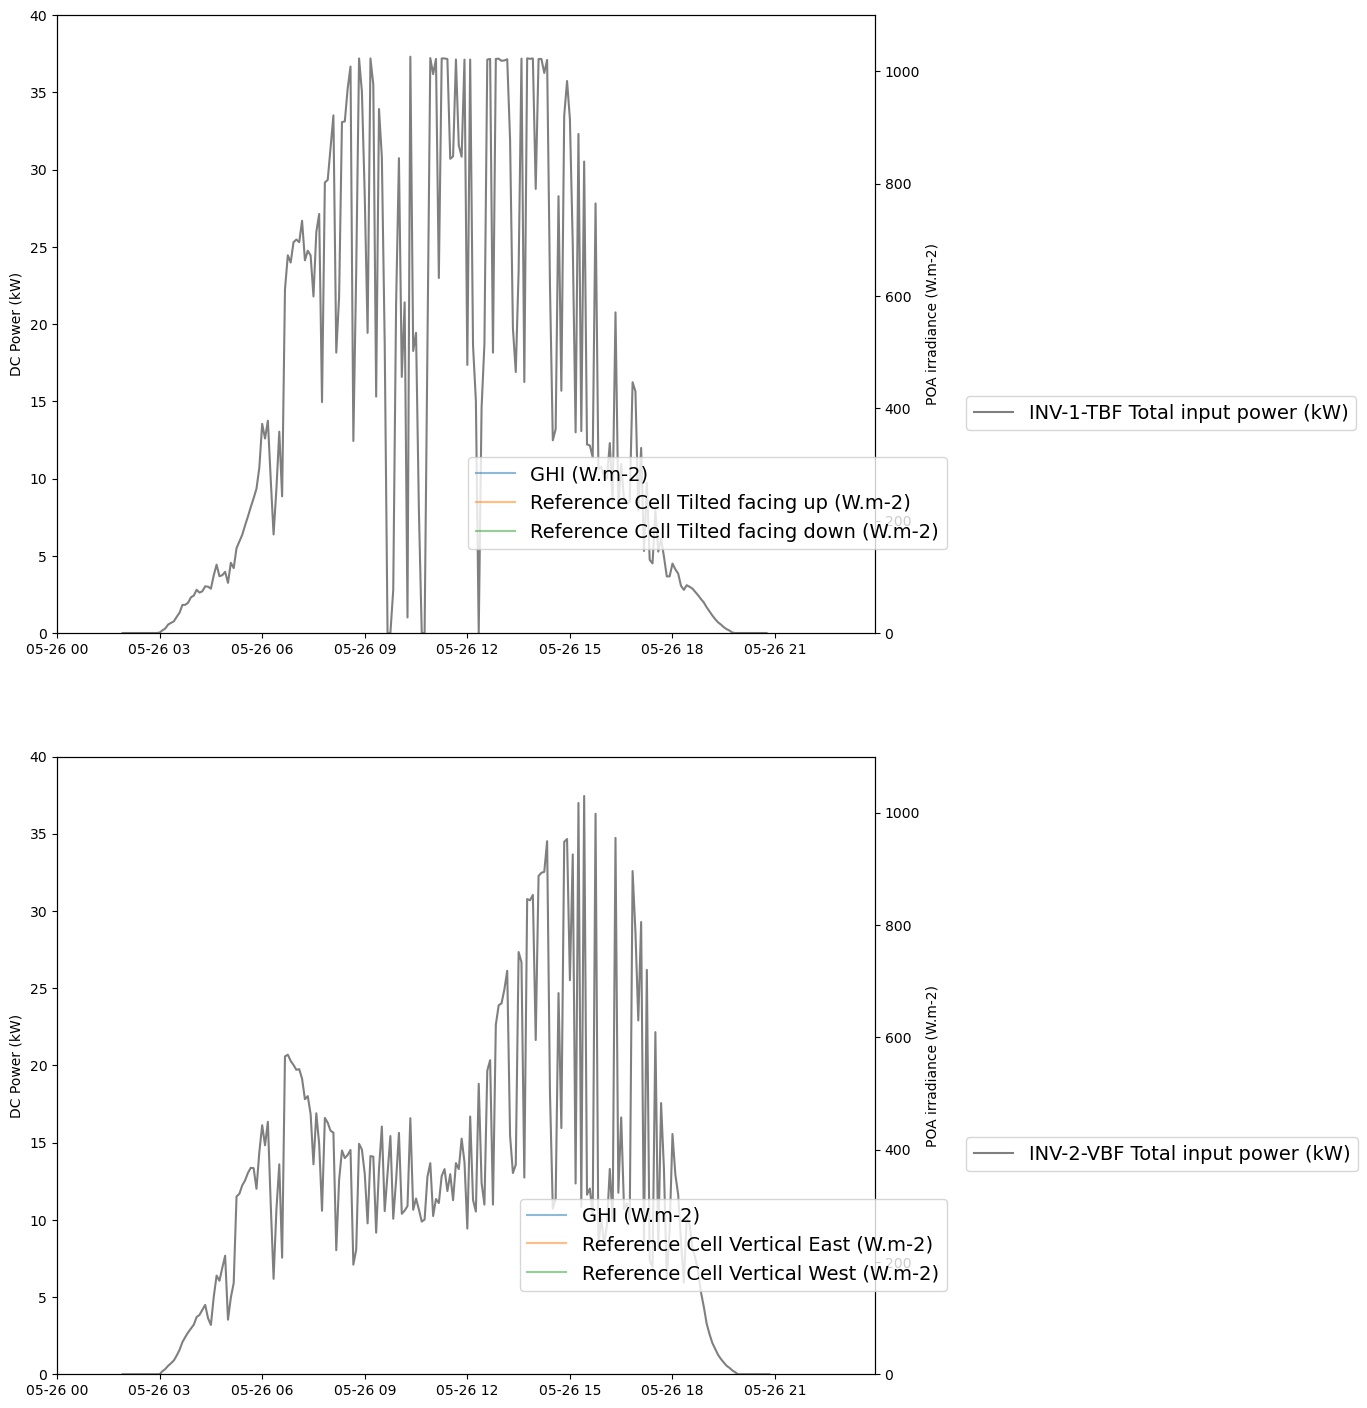 40
35
30
25
20
15
10
5
0
DC Power (kW)
1000
800
600
400
200
0
POA irradiance (W.m-2)
INV-1-TBF Total input power (kW)
GHI (W.m-2)
Reference Cell Tilted facing up (W.m-2)
Reference Cell Tilted facing down (W.m-2)
05-26 00 05-26 03 05-26 06 05-26 09 05-26 12 05-26 15 05-26 18 05-26 21
40
35
30
25
20
15
10
5
0
DC Power (kW)
1000
800
600
400
200
0
POA irradiance (W.m-2)
INV-2-VBF Total input power (kW)
GHI (W.m-2)
Reference Cell Vertical East (W.m-2)
Reference Cell Vertical West (W.m-2)
05-26 00 05-26 03 05-26 06 05-26 09 05-26 12 05-26 15 05-26 18 05-26 21